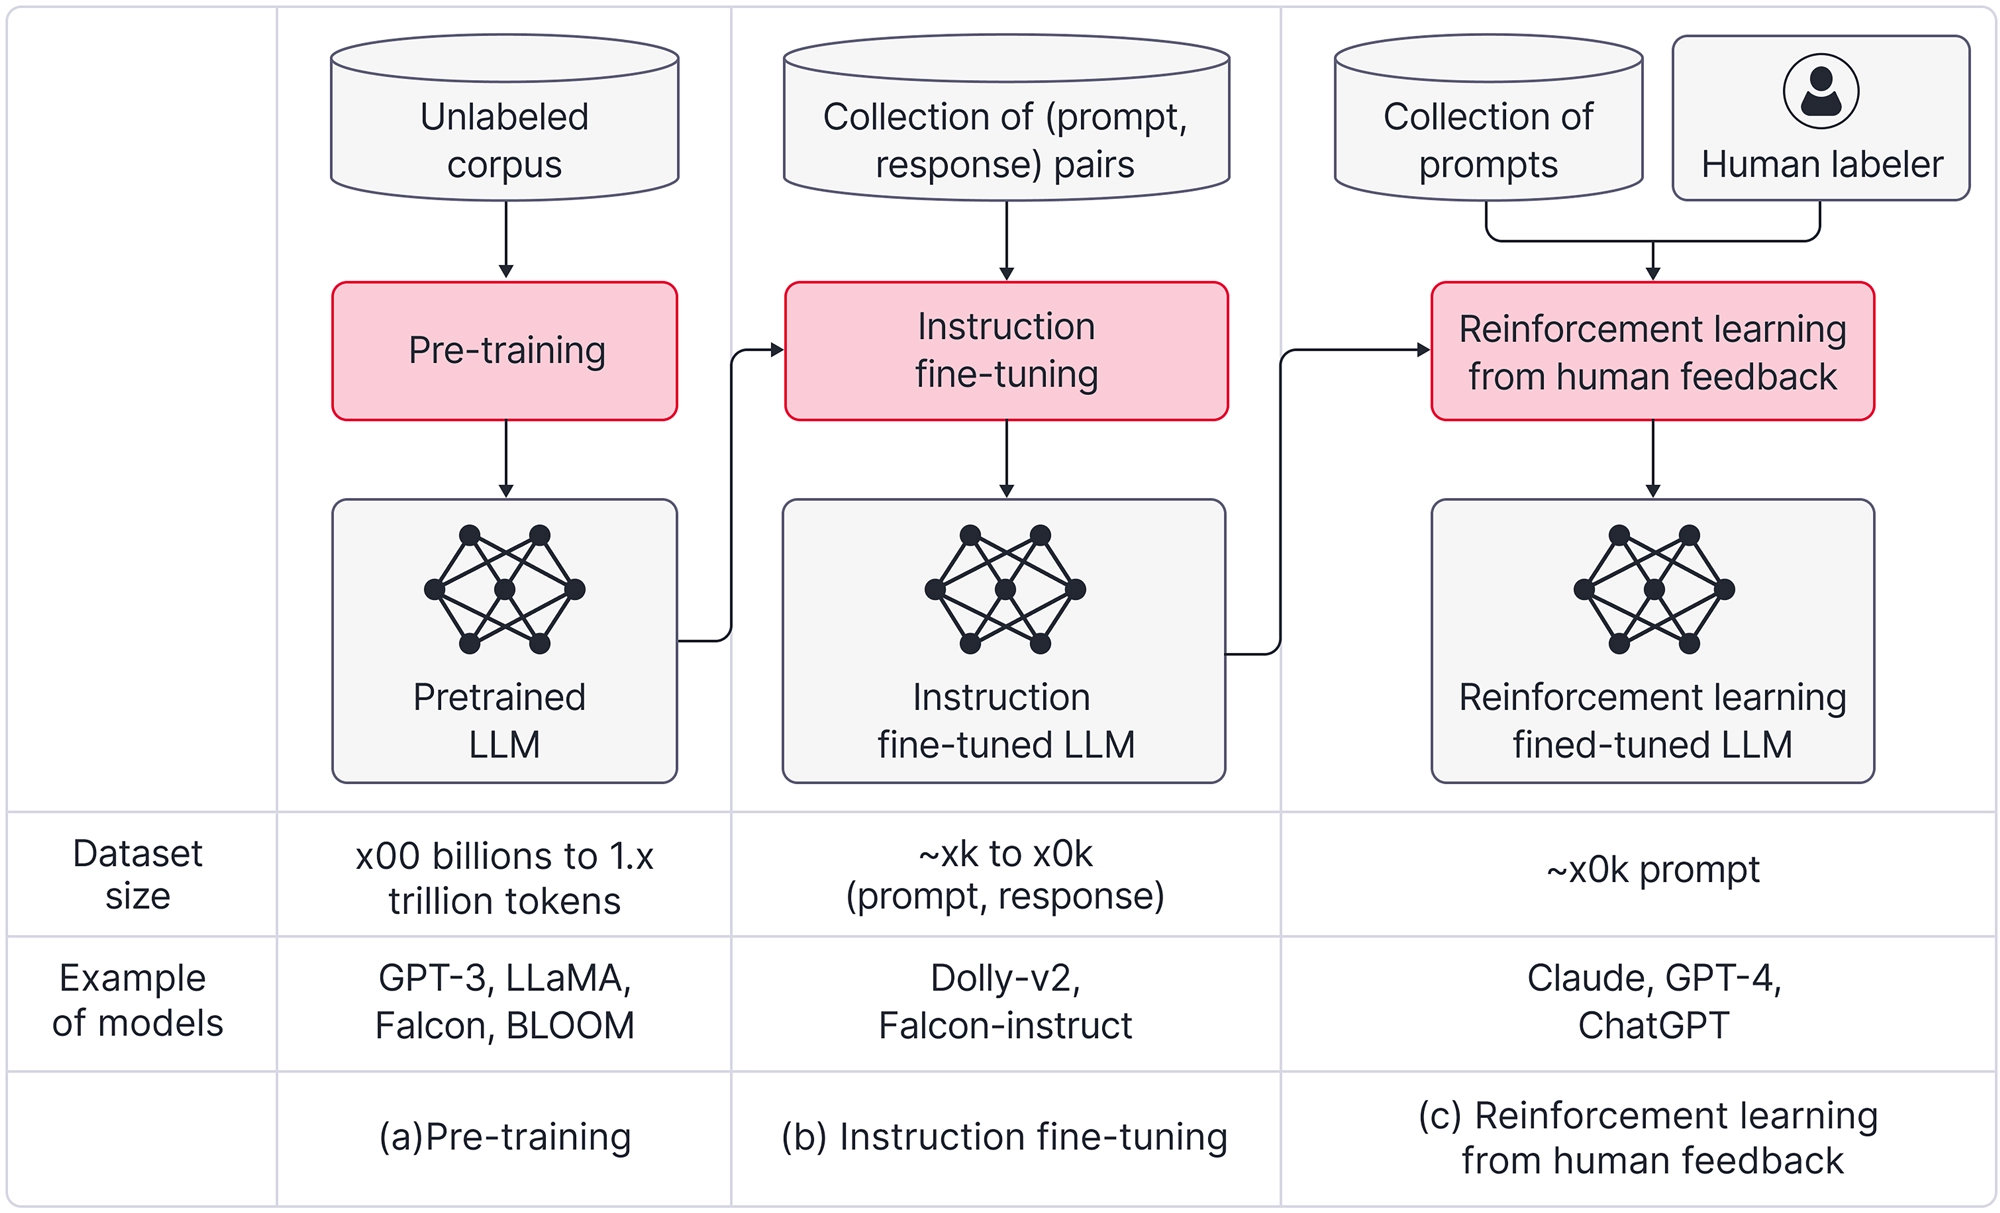 Unlabeled
corpus
Collection of (prompt,
response) pairs
Collection of
prompts
Human labeler
Pre-training
Instruction
fine-tuning
Reinforcement learning
from human feedback
Pretrained
LLM
Instruction
fine-tuned LLM
Reinforcement learning
fined-tuned LLM
Dataset
size
x00 billions to 1.x
trillion tokens
~xk to x0k
(prompt, response)
~x0k prompt
Example
of models
GPT-3, LLaMA,
Falcon, BLOOM
Dolly-v2,
Falcon-instruct
Claude, GPT-4,
ChatGPT
(a)Pre-training
(b) Instruction fine-tuning
(c) Reinforcement learning
from human feedback